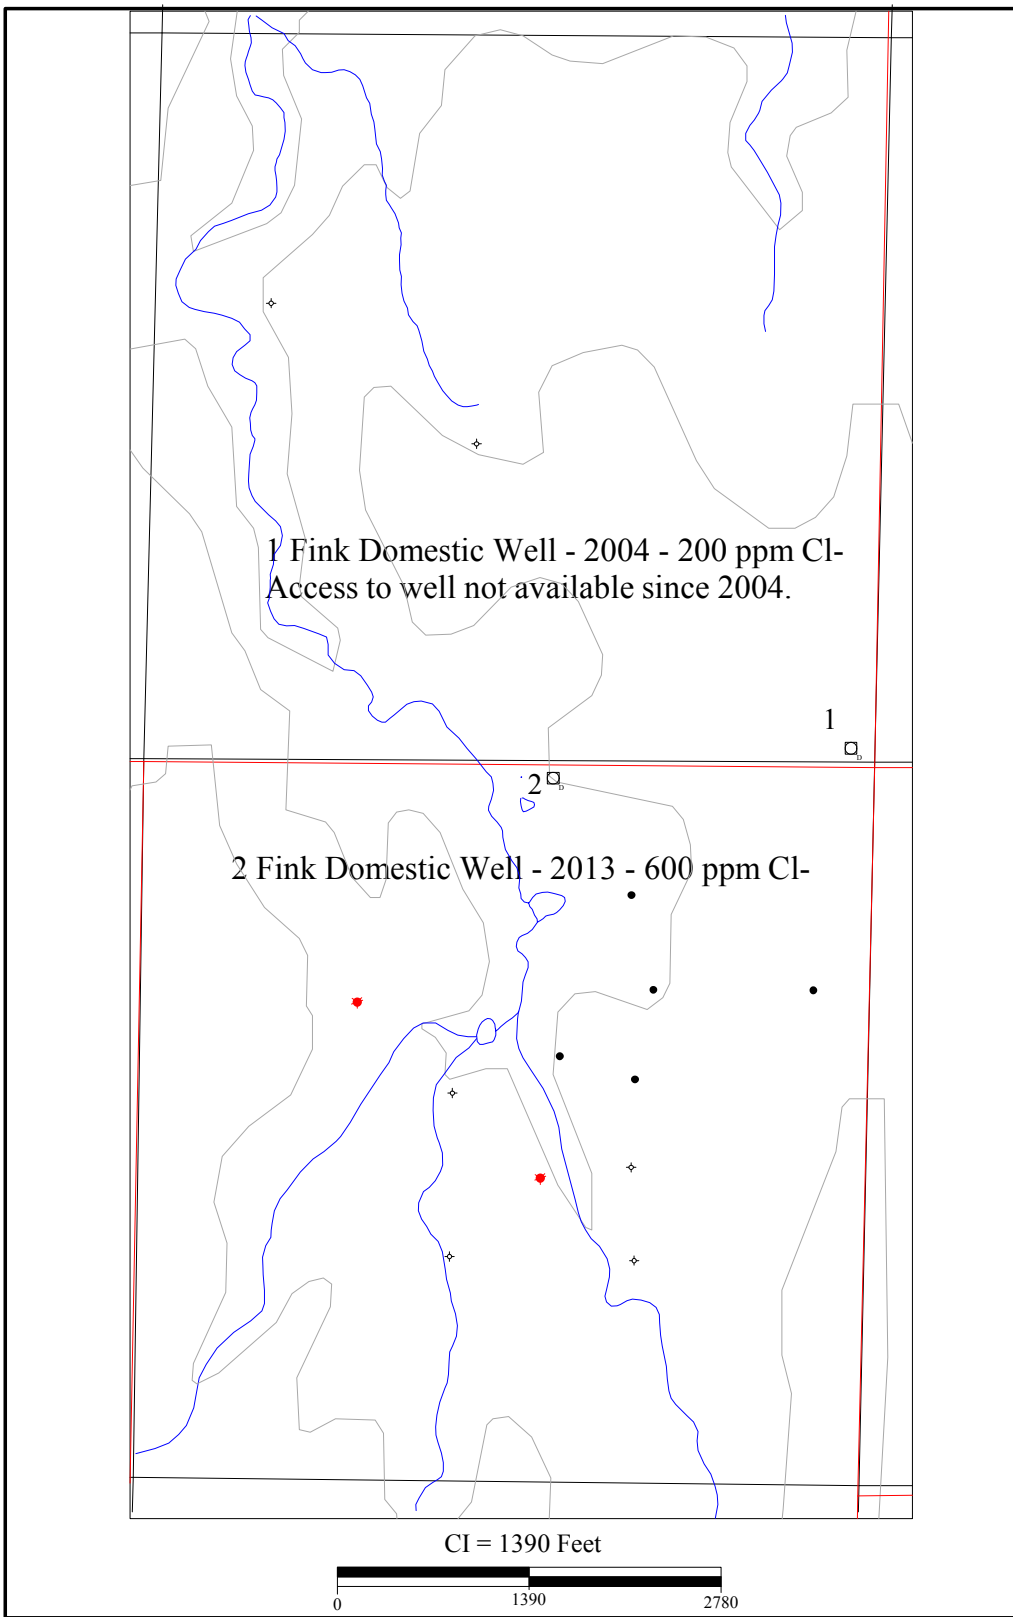 1 Fink Domestic Well - 2004 - 200 ppm Cl-
Access to well not available since 2004.
1
D
2
D
2 Fink Domestic Well - 2013 - 600 ppm Cl-
CI = 1390 Feet
0 1390 2780